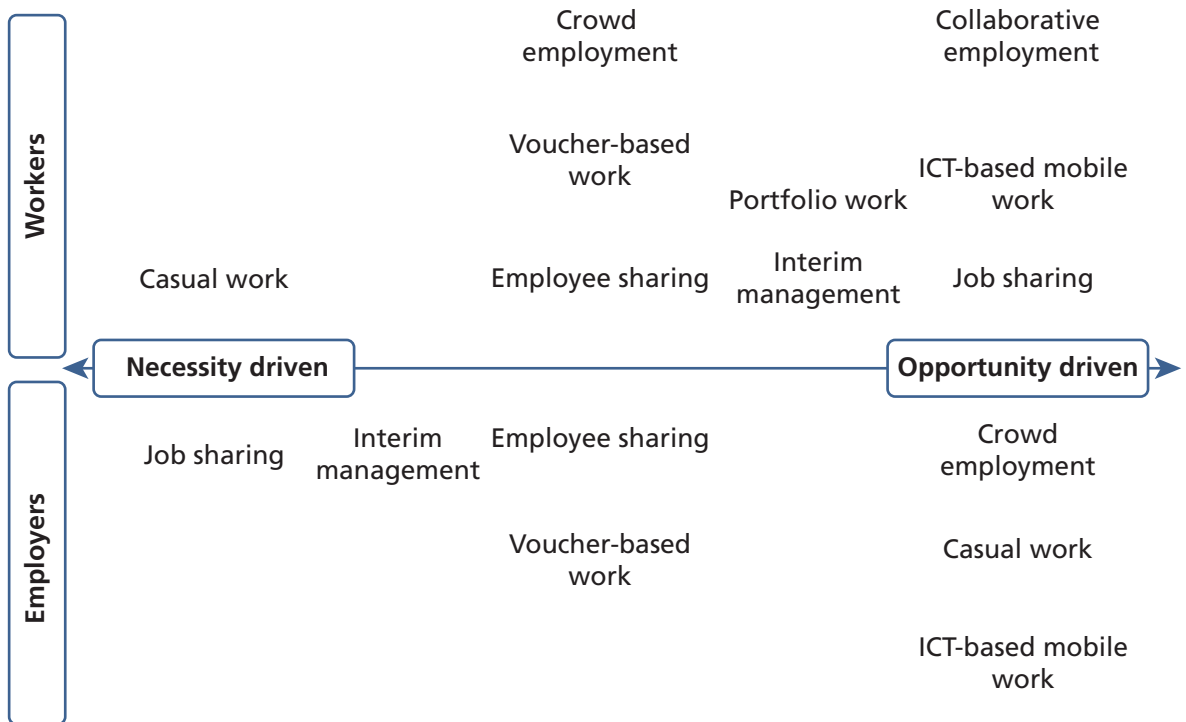 Workers
Crowd
employment
Collaborative
employment
Voucher-based
work
ICT-based mobile
work
Portfolio work
Casual work
Employee sharing
Interim
management
Job sharing
Necessity driven
Opportunity driven
Employers
Job sharing
Interim
management
Employee sharing
Crowd
employment
Voucher-based
work
Casual work
ICT-based mobile
work